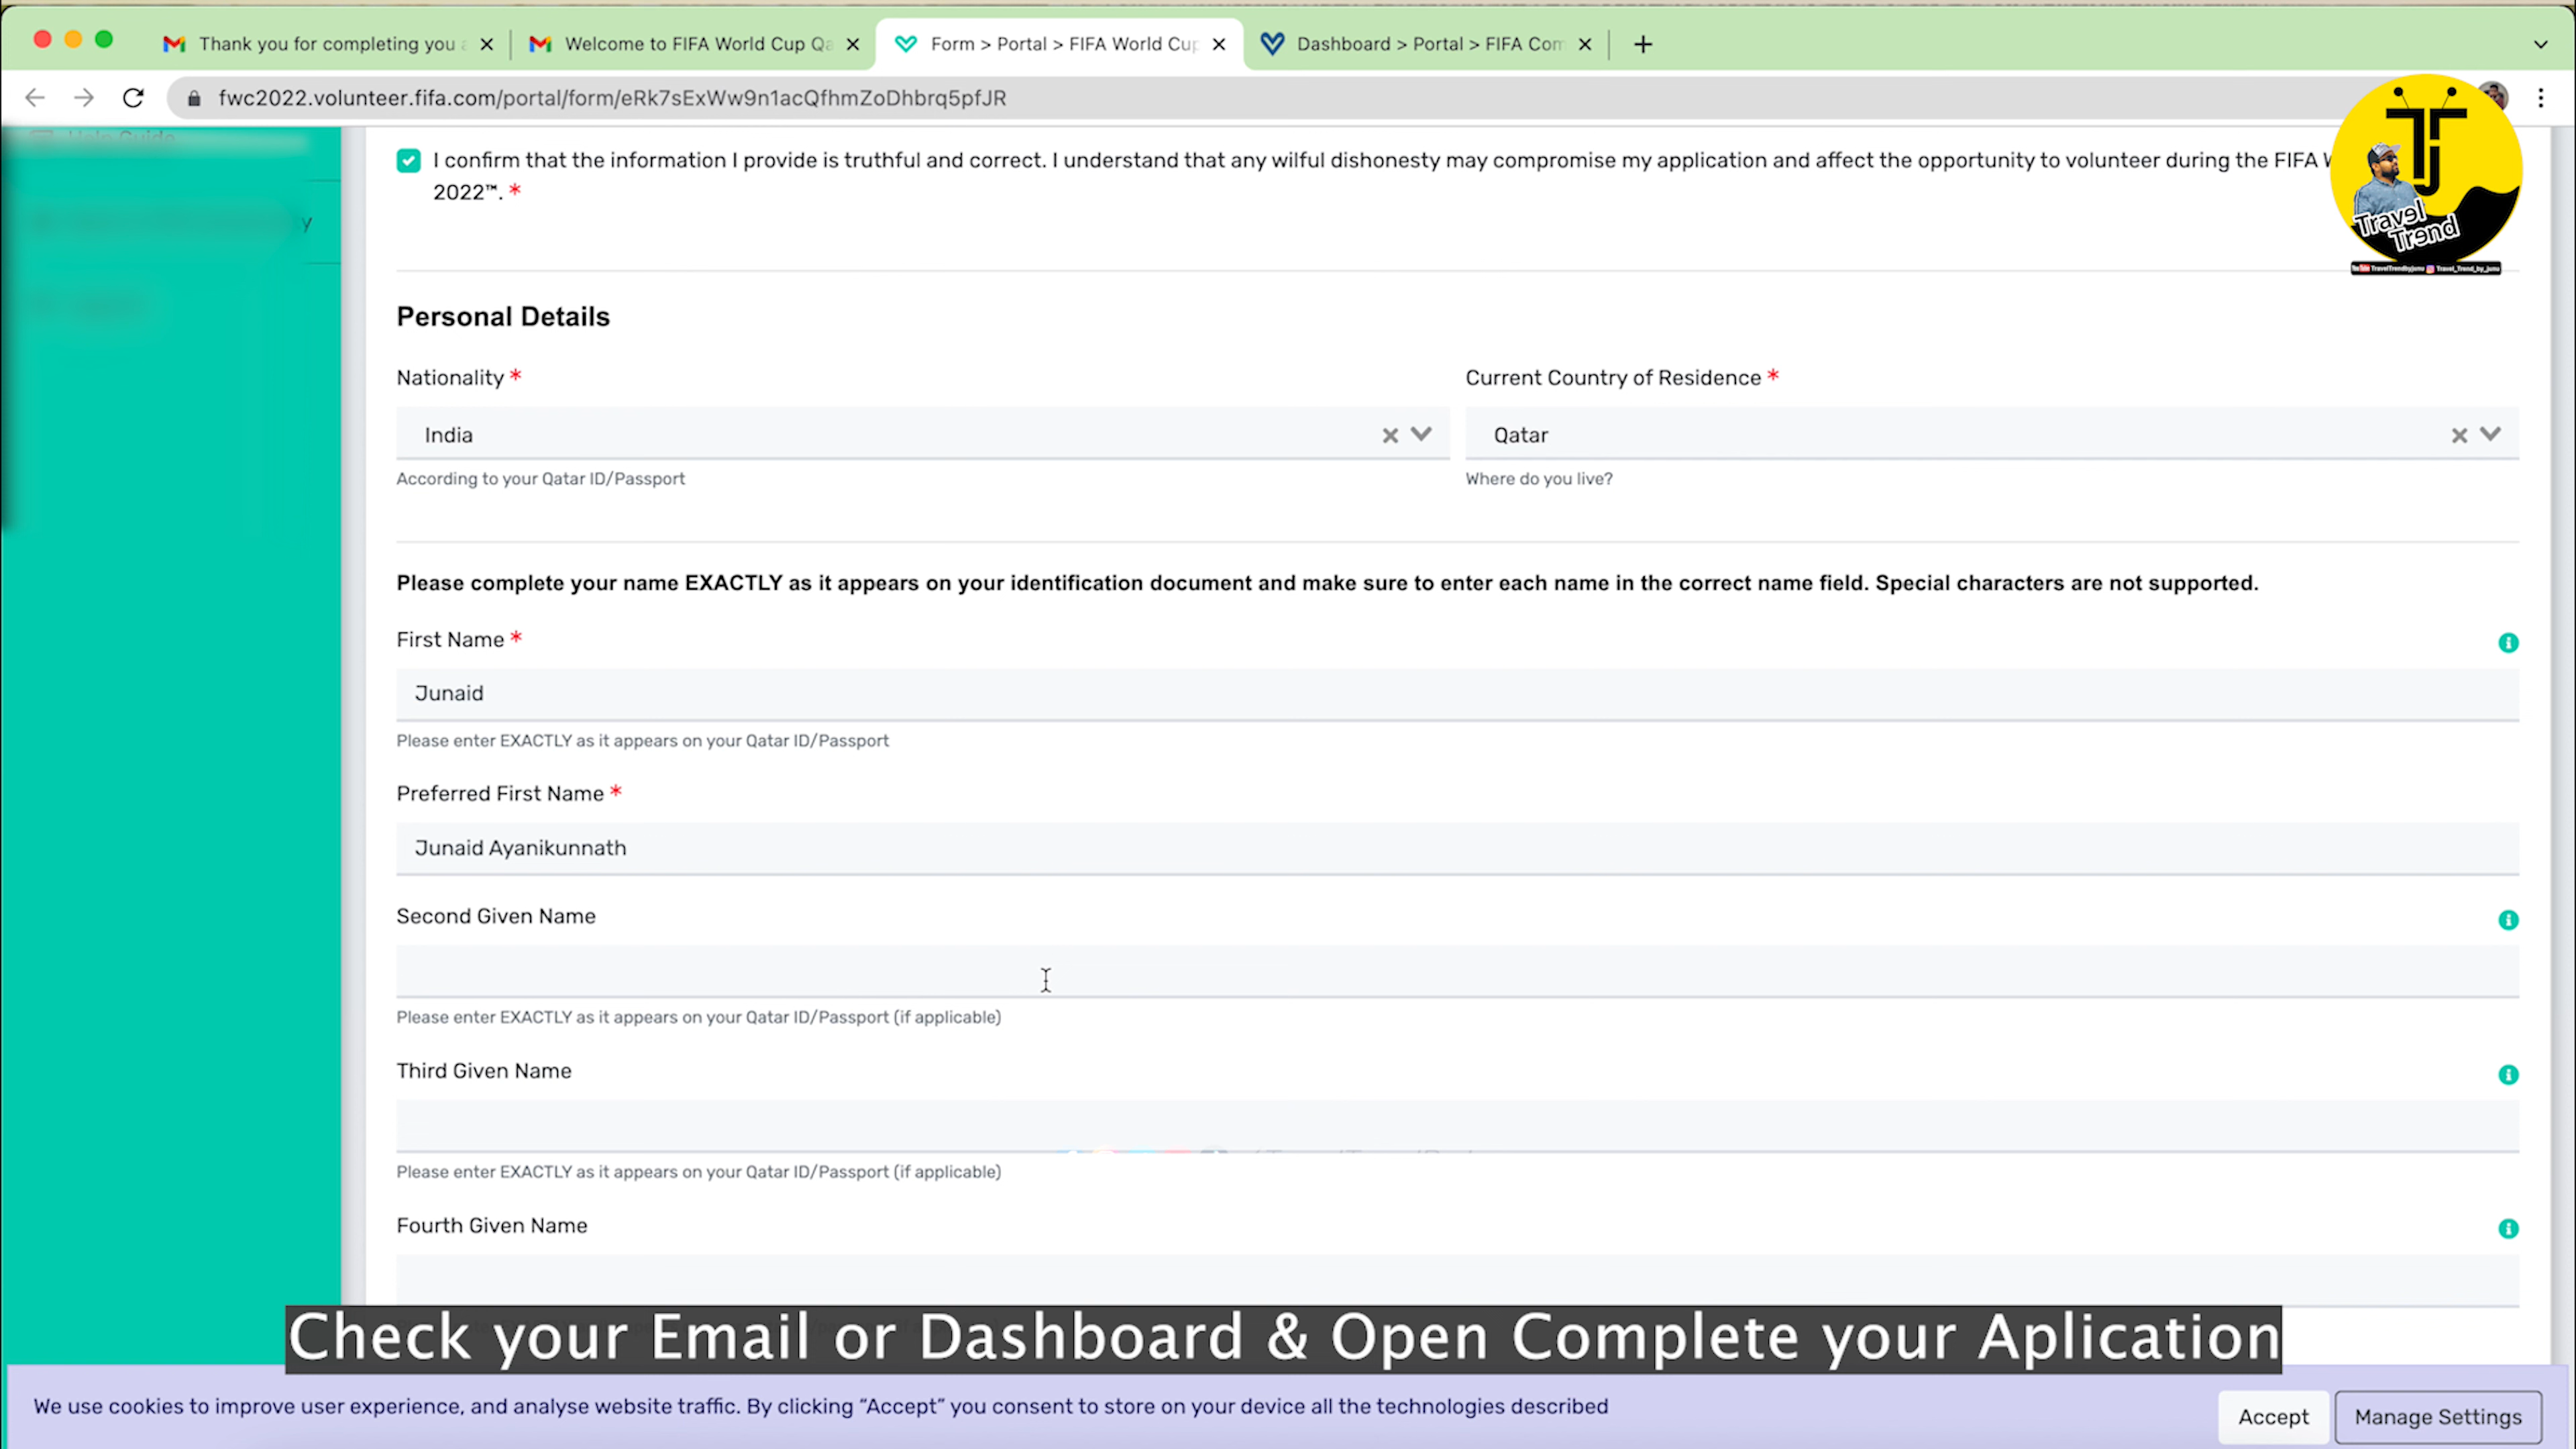 Thank you for completing you a
Welcome to FIFA World Cup Qa
Form > Portal > FIFA World Cup
Dashboard > Portal > FIFA Com
fwc2022.volunteer.fifa.com/portal/form/eRk7sExWw9n1acQfhmZoDhbrq5pfJR
Help Guide
y
I confirm that the information I provide is truthful and correct. I understand that any wilful dishonesty may compromise my application and affect the opportunity to volunteer during the FIFA W
2022™. *
TJ
Travel
Trend
YouTube TravelTrendbyjunu Travel_Trend_by_junu
Personal Details
Nationality *
Current Country of Residence *
India
Qatar
According to your Qatar ID/Passport
Where do you live?
Please complete your name EXACTLY as it appears on your identification document and make sure to enter each name in the correct name field. Special characters are not supported.
First Name *
Junaid
Please enter EXACTLY as it appears on your Qatar ID/Passport
Preferred First Name *
Junaid Ayanikunnath
Second Given Name
Please enter EXACTLY as it appears on your Qatar ID/Passport (if applicable)
Third Given Name
Please enter EXACTLY as it appears on your Qatar ID/Passport (if applicable)
Fourth Given Name
Check your Email or Dashboard & Open Complete your Aplication
We use cookies to improve user experience, and analyse website traffic. By clicking “Accept” you consent to store on your device all the technologies described
Accept
Manage Settings